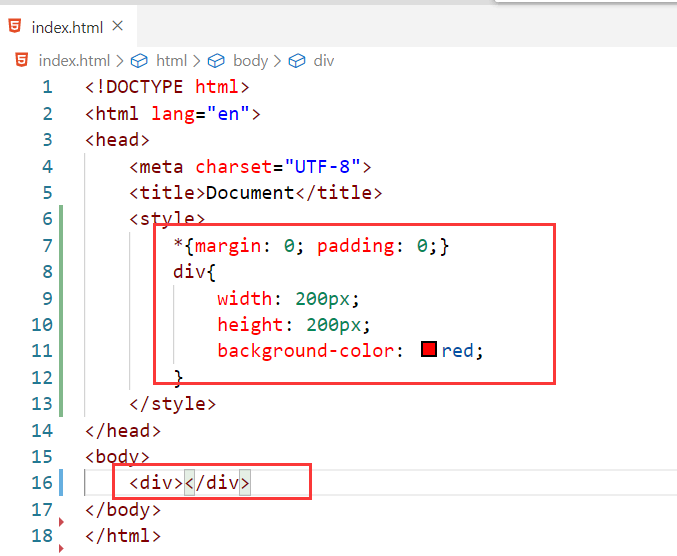 index.html
index.html > html > body > div
1 <!DOCTYPE html>
2 <html lang="en">
3 <head>
4     <meta charset="UTF-8">
5     <title>Document</title>
6     <style>
7         *{margin: 0; padding: 0;}
8         div{
9             width: 200px;
10             height: 200px;
11             background-color: red;
12         }
13     </style>
14 </head>
15 <body>
16     <div></div>
17 </body>
18 </html>